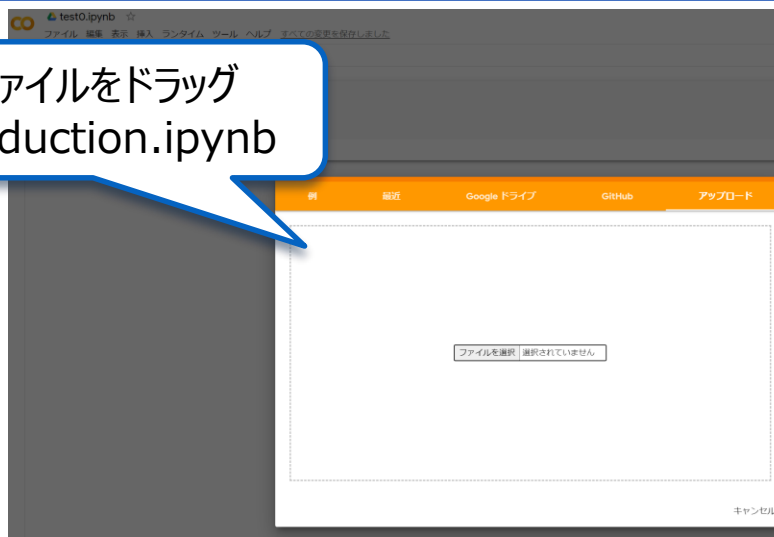 test0.ipynb
ファイル 編集 表示 挿入 ランタイム ツール ヘルプ すべての変更を保存しました
ァイルをドラッグ
duction.ipynb
例 最近 Google ドライブ GitHub アップロード
ファイルを選択 選択されていません
キャンセル